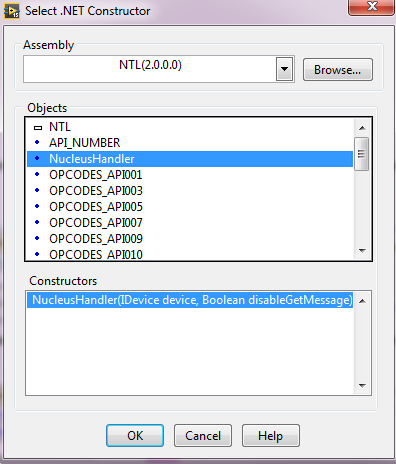 Select .NET Constructor
Assembly
NTL(2.0.0.0)
Browse...
Objects
NTL
API_NUMBER
NucleusHandler
OPCODES_API001
OPCODES_API003
OPCODES_API005
OPCODES_API007
OPCODES_API009
OPCODES_API010
Constructors
NucleusHandler(IDevice device, Boolean disableGetMessage)
OK
Cancel
Help